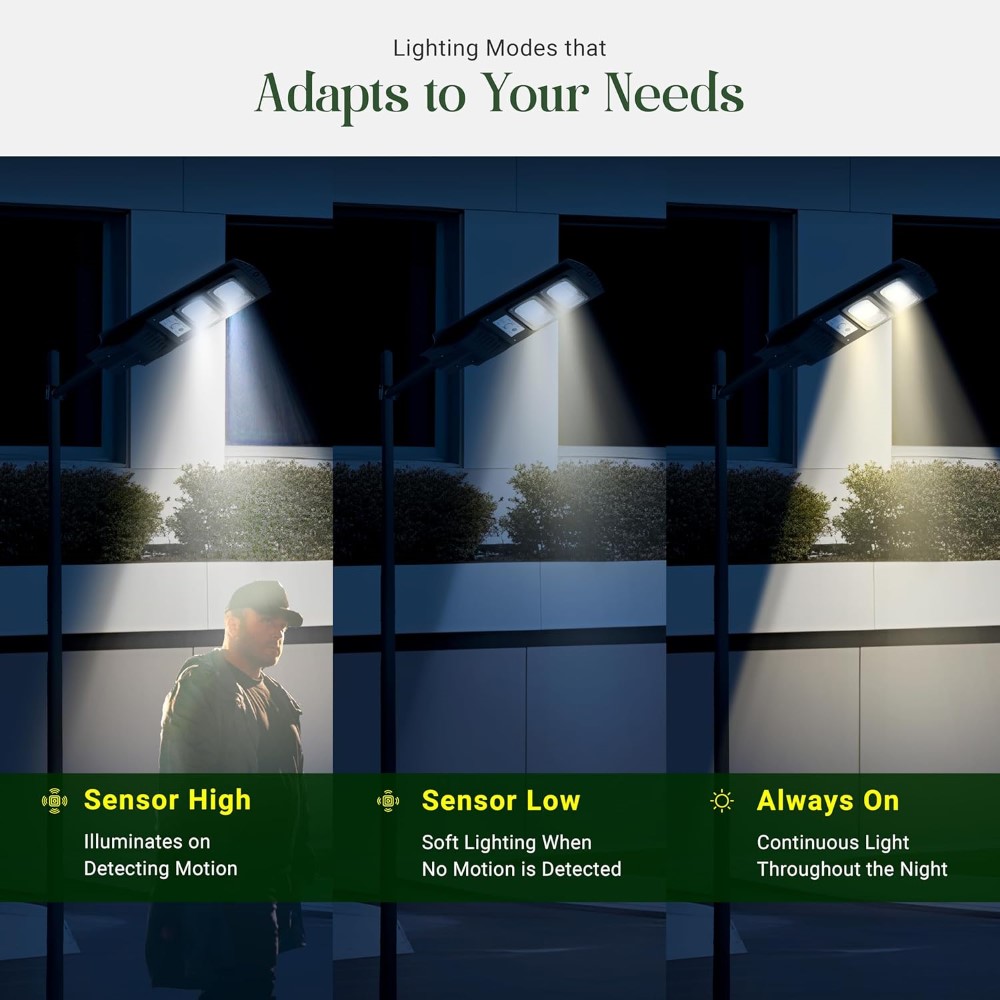 Lighting Modes that
Adapts to Your Needs
Sensor High
Illuminates on
Detecting Motion
Sensor Low
Soft Lighting When
No Motion is Detected
Always On
Continuous Light
Throughout the Night